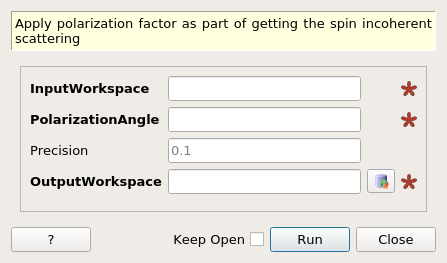 Apply polarization factor as part of getting the spin incoherent
scattering
InputWorkspace
PolarizationAngle
Precision 0.1
OutputWorkspace
? Keep Open Run Close